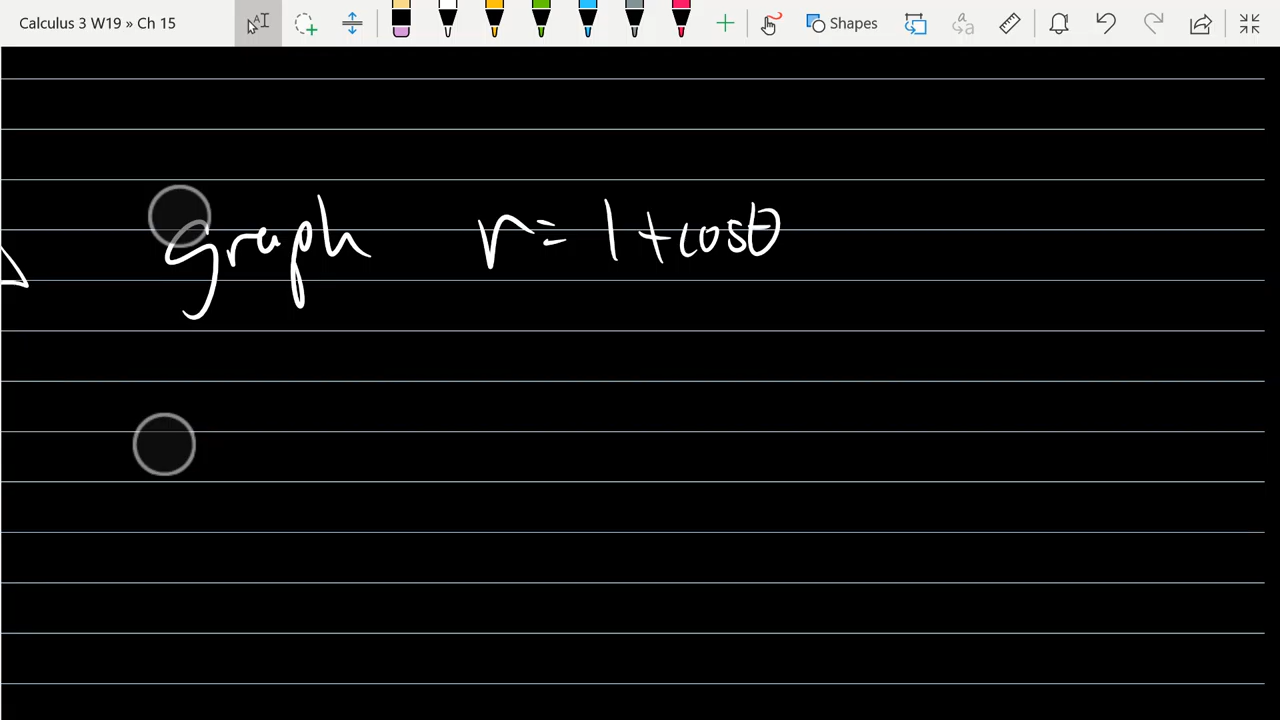 Calculus 3 W19 » Ch 15
Shapes
graph r = 1 + cosθ